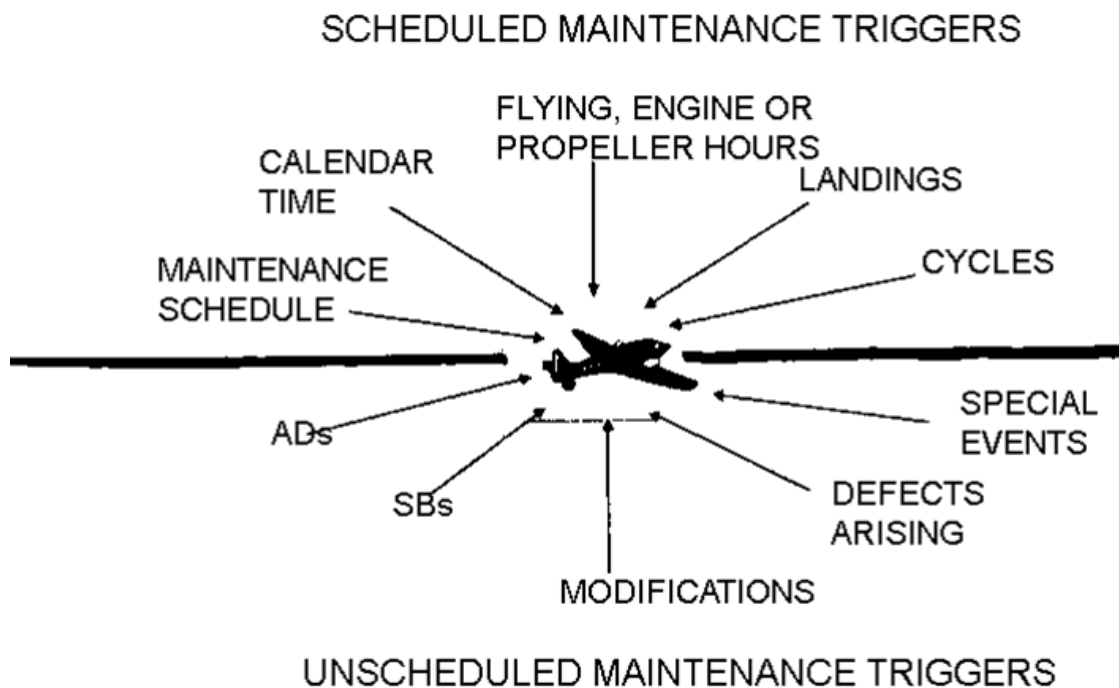 SCHEDULED MAINTENANCE TRIGGERS
FLYING, ENGINE OR
PROPELLER HOURS
CALENDAR
TIME
LANDINGS
MAINTENANCE
SCHEDULE
CYCLES
ADs
SPECIAL
EVENTS
SBs
DEFECTS
ARISING
MODIFICATIONS
UNSCHEDULED MAINTENANCE TRIGGERS